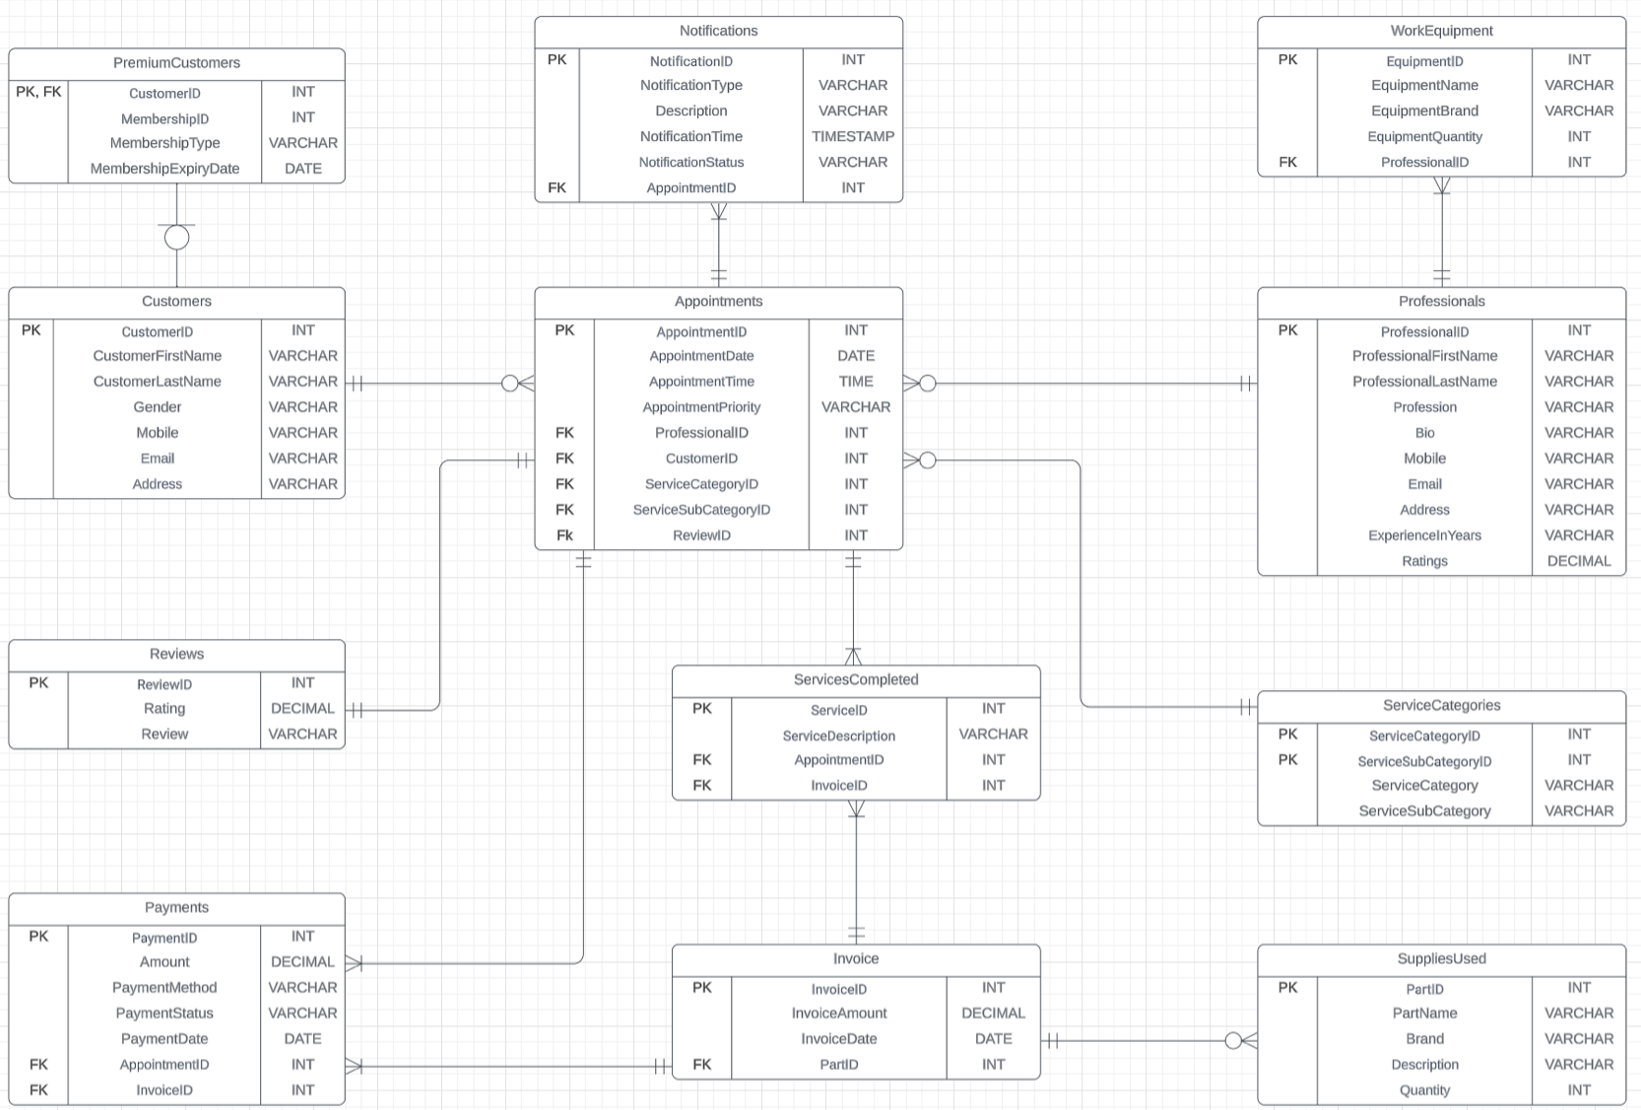 PremiumCustomers
PK, FK CustomerID INT
MembershipID INT
MembershipType VARCHAR
MembershipExpiryDate DATE
Notifications
PK NotificationID INT
NotificationType VARCHAR
Description VARCHAR
NotificationTime TIMESTAMP
NotificationStatus VARCHAR
FK AppointmentID INT
WorkEquipment
PK EquipmentID INT
EquipmentName VARCHAR
EquipmentBrand VARCHAR
EquipmentQuantity INT
FK ProfessionalID INT
Customers
PK CustomerID INT
CustomerFirstName VARCHAR
CustomerLastName VARCHAR
Gender VARCHAR
Mobile VARCHAR
Email VARCHAR
Address VARCHAR
Appointments
PK AppointmentID INT
AppointmentDate DATE
AppointmentTime TIME
AppointmentPriority VARCHAR
FK ProfessionalID INT
FK CustomerID INT
FK ServiceCategoryID INT
FK ServiceSubCategoryID INT
Fk ReviewID INT
Professionals
PK ProfessionalID INT
ProfessionalFirstName VARCHAR
ProfessionalLastName VARCHAR
Profession VARCHAR
Bio VARCHAR
Mobile VARCHAR
Email VARCHAR
Address VARCHAR
ExperienceInYears VARCHAR
Ratings DECIMAL
Reviews
PK ReviewID INT
Rating DECIMAL
Review VARCHAR
ServicesCompleted
PK ServiceID INT
ServiceDescription VARCHAR
FK AppointmentID INT
FK InvoiceID INT
ServiceCategories
PK ServiceCategoryID INT
PK ServiceSubCategoryID INT
ServiceCategory VARCHAR
ServiceSubCategory VARCHAR
Payments
PK PaymentID INT
Amount DECIMAL
PaymentMethod VARCHAR
PaymentStatus VARCHAR
PaymentDate DATE
FK AppointmentID INT
FK InvoiceID INT
Invoice
PK InvoiceID INT
InvoiceAmount DECIMAL
InvoiceDate DATE
FK PartID INT
SuppliesUsed
PK PartID INT
PartName VARCHAR
Brand VARCHAR
Description VARCHAR
Quantity INT